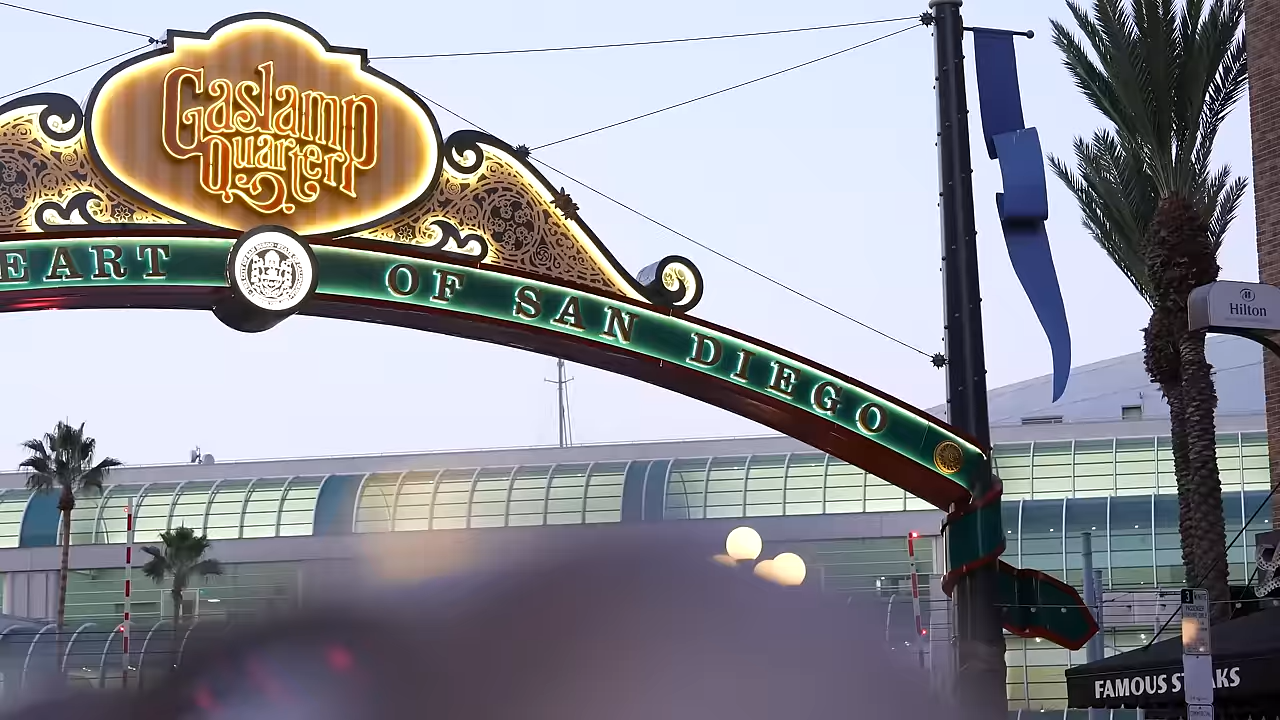 Gaslamp
Quarter
EART OF SAN DIEGO
Hilton
FAMOUS ST AKS